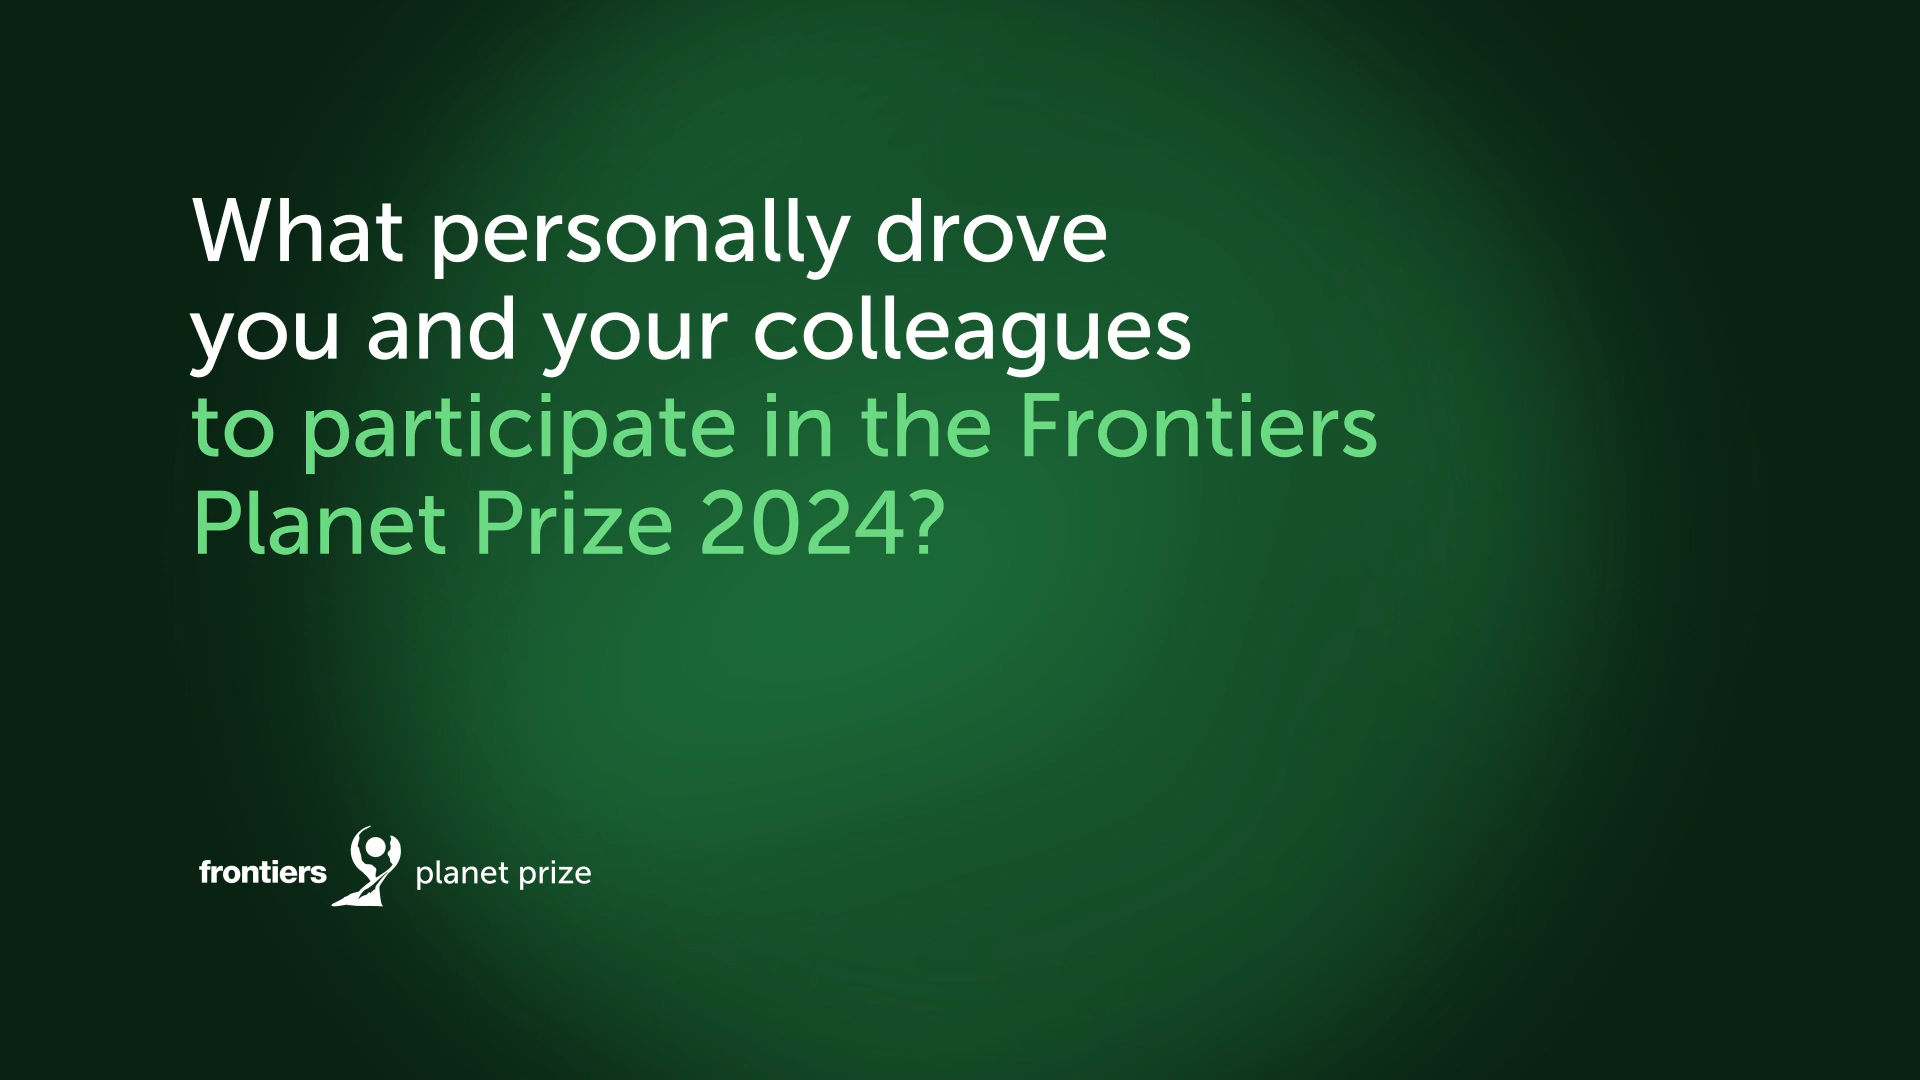 What personally drove
you and your colleagues
to participate in the Frontiers
Planet Prize 2024?
frontiers planet prize